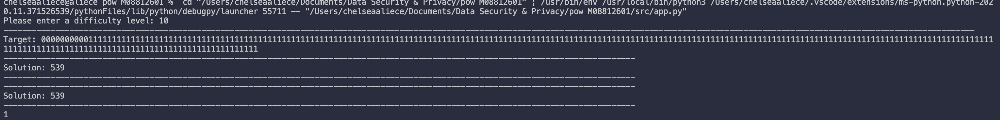 chelseaaliece@aliece pow M08812601 %  cd "/Users/chelseaaliece/Documents/Data Security & Privacy/pow M08812601" ; /usr/bin/env /usr/local/bin/python3 /Users/chelseaaliece/.vscode/extensions/ms-python.python-202
0.11.371526539/pythonFiles/lib/python/debugpy/launcher 55711 -- "/Users/chelseaaliece/Documents/Data Security & Privacy/pow M08812601/src/app.py"
Please enter a difficulty level: 10
--------------------------------------------------------------------------------------------------------------------------------------------------------------------------------------------------------------
Target: 0000000000111111111111111111111111111111111111111111111111111111111111111111111111111111111111111111111111111111111111111111111111111111111111111111111111111111111111111111111111111111111111111111111111111111
111111111111111111111111111111111111111111111111111111
--------------------------------------------------------------------------------------------------------------------------------------
Solution: 539
--------------------------------------------------------------------------------------------------------------------------------------
--------------------------------------------------------------------------------------------------------------------------------------
Solution: 539
--------------------------------------------------------------------------------------------------------------------------------------
1